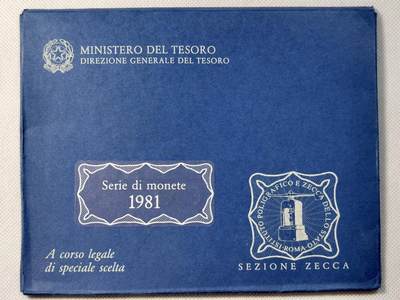 MINISTERO DEL TESORO
DIREZIONE GENERALE DEL TESORO
Serie di monete
1981
ISTITUTO POLIGRAFICO E ZECCA DELLO STATO
·ROMA·
A corso legale
di speciale scelta
SEZIONE ZECCA